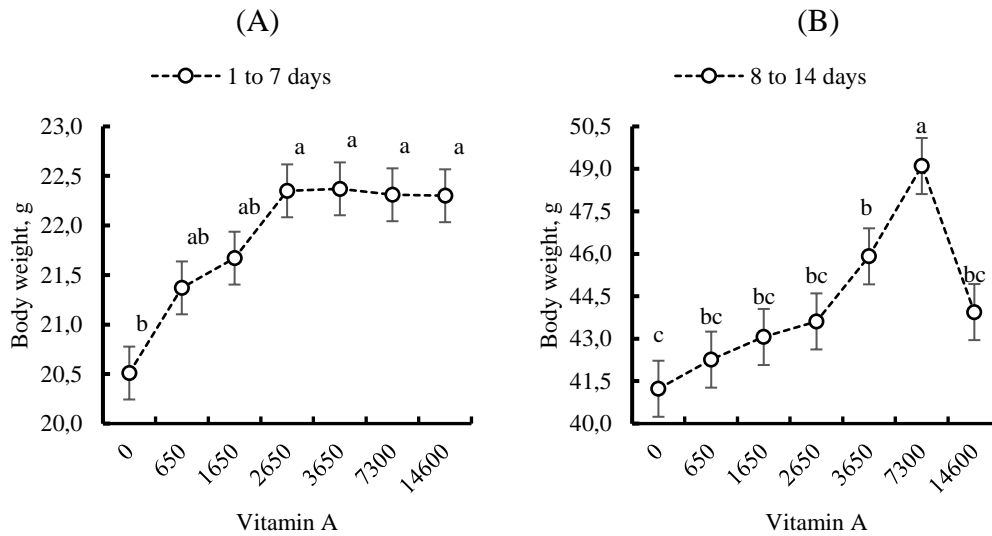 (A)
1 to 7 days
Body weight, g
23,0
22,5
22,0
21,5
21,0
20,5
20,0
b
ab
ab
a
a
a
a
0
650
1650
2650
3650
7300
14600
Vitamin A
(B)
8 to 14 days
Body weight, g
50,5
49,0
47,5
46,0
44,5
43,0
41,5
40,0
c
bc
bc
bc
b
a
bc
0
650
1650
2650
3650
7300
14600
Vitamin A